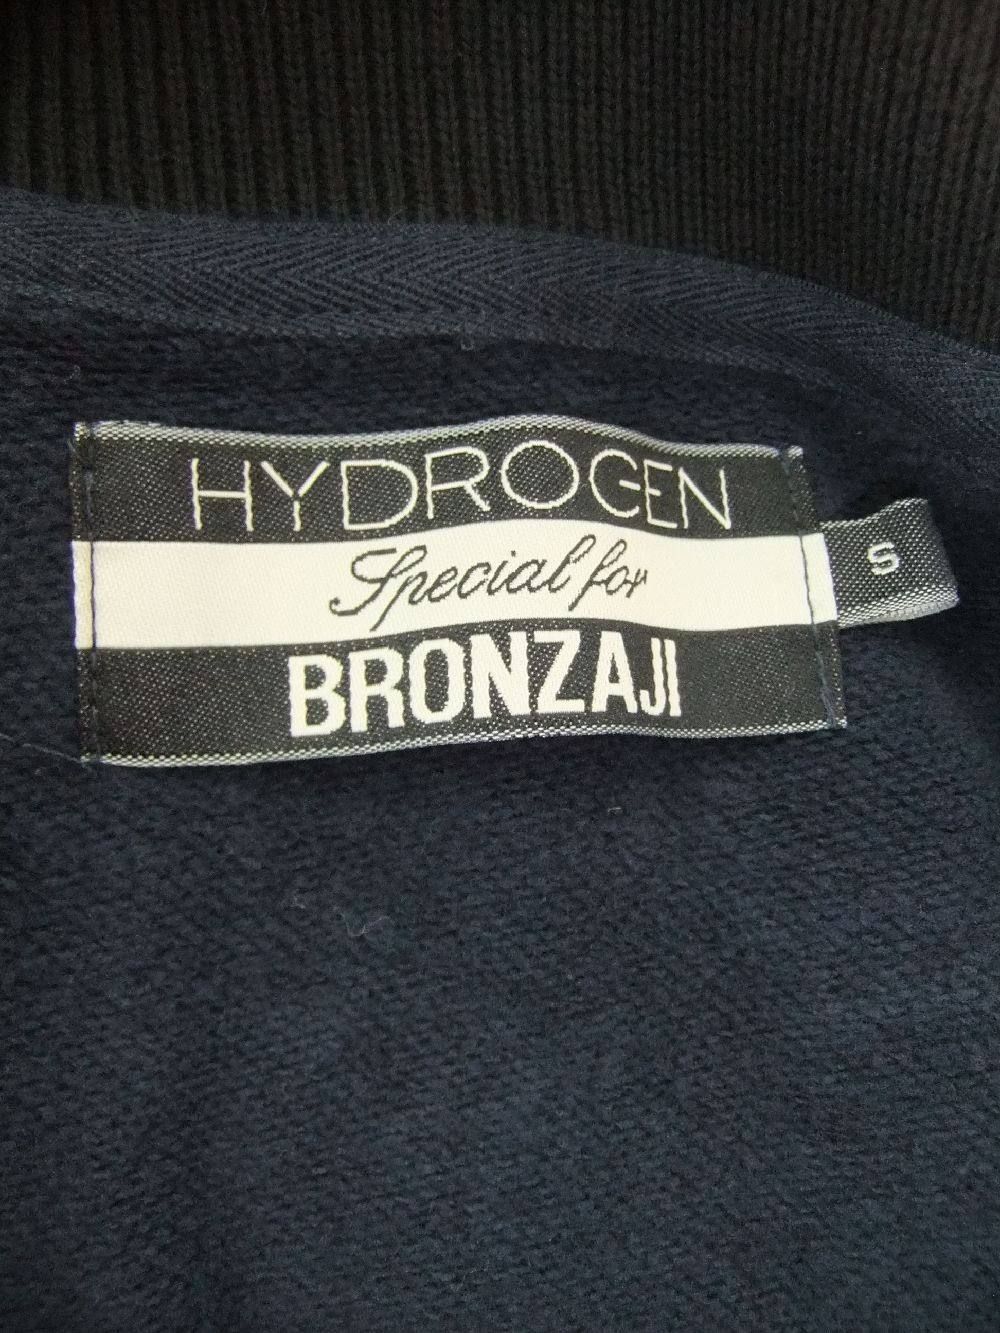 HYDROGEN
Special for
BRONZAJI
S